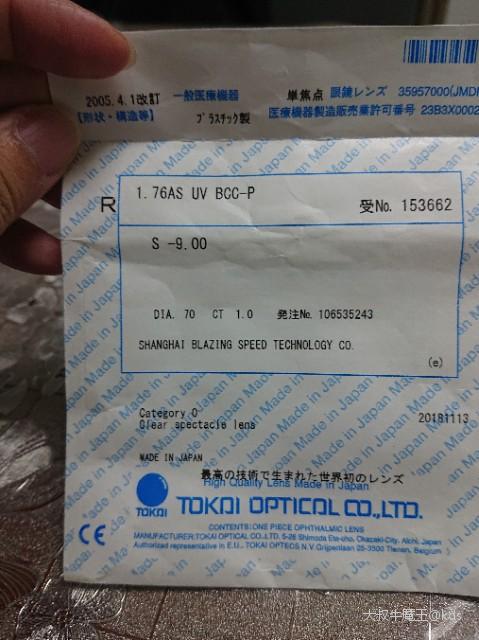 2005.4.1改訂 一般医療機器 単焦点 眼鏡レンズ 35957000(JMDN
【形状・構造等】 プラスチック製 医療機器製造販売業許可番号 23B3X0002
R 1.76AS UV BCC-P 受No. 153662
S -9.00
DIA. 70 CT 1.0 発注No. 106535243
SHANGHAI BLAZING SPEED TECHNOLOGY CO.
(e)
Category 0 20181113
Clear spectacle lens
MADE IN JAPAN
最高の技術で生まれた世界初のレンズ
High Quality Lens Made in Japan
TOKAI TOKAI OPTICAL CO.,LTD.
CONTENTS:ONE PIECE OPHTHALMIC LENS
CE MANUFACTURER:TOKAI OPTICAL CO.,LTD. 5-26 Shimoda Eta-cho, Okazaki-City, Aichi, Japan
Authorized representative in E.U., TOKAI OPTECS N.V. Grijpenlaan 3300 Tienen, Belgium
Made in Japan
大叔牛魔王@kds